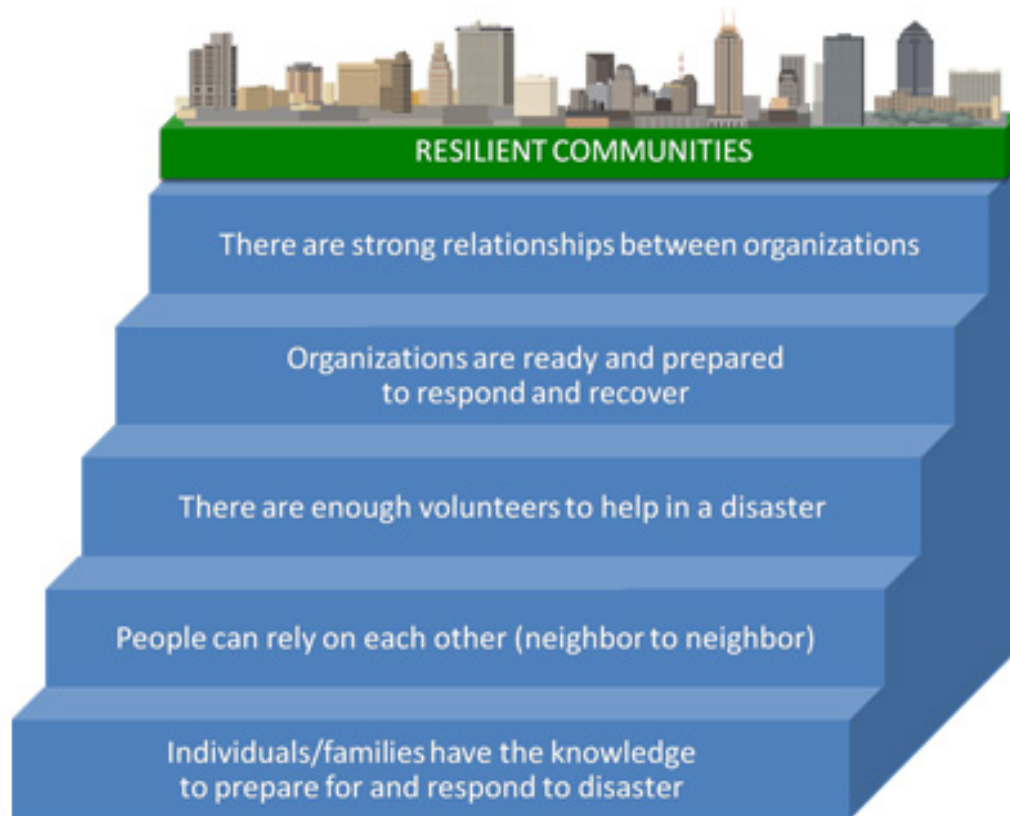 RESILIENT COMMUNITIES
There are strong relationships between organizations
Organizations are ready and prepared
to respond and recover
There are enough volunteers to help in a disaster
People can rely on each other (neighbor to neighbor)
Individuals/families have the knowledge
to prepare for and respond to disaster